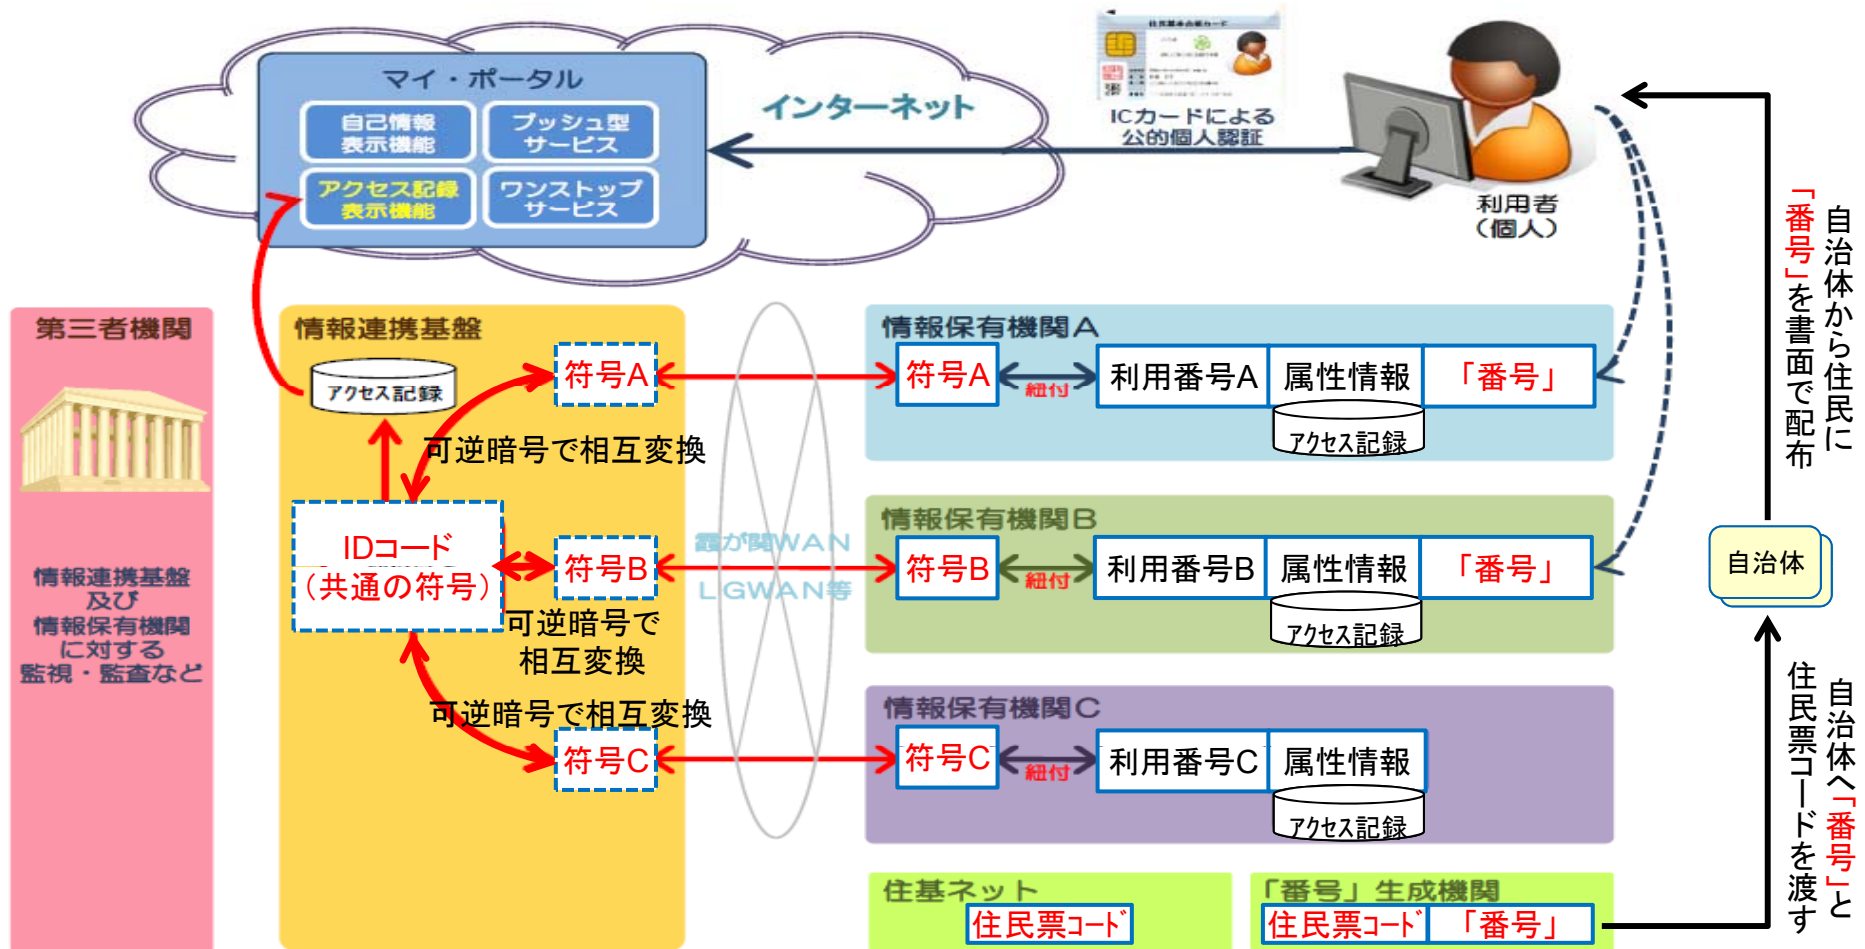 マイ・ポータル
自己情報
表示機能
プッシュ型
サービス
アクセス記録
表示機能
ワンストップ
サービス
インターネット
住民基本台帳カード
ICカードによる
公的個人認証
利用者
(個人)
自治体から住民に
「番号」を書面で配布
第三者機関
情報連携基盤
及び
情報保有機関
に対する
監視・監査など
情報連携基盤
アクセス記録
符号A
可逆暗号で相互変換
IDコード
(共通の符号)
符号B
可逆暗号で
相互変換
可逆暗号で相互変換
符号C
霞が関WAN
LGWAN等
情報保有機関A
符号A
紐付
利用番号A
属性情報
「番号」
アクセス記録
情報保有機関B
符号B
紐付
利用番号B
属性情報
「番号」
アクセス記録
情報保有機関C
符号C
紐付
利用番号C
属性情報
アクセス記録
自治体
自治体へ「番号」と
住民票コードを渡す
住基ネット
住民票コード
「番号」生成機関
住民票コード
「番号」